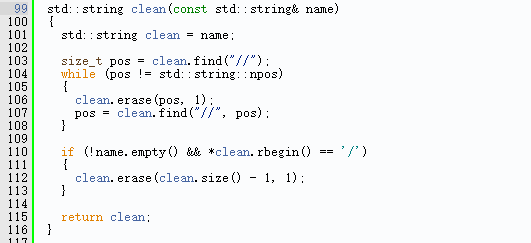 99 std::string clean(const std::string& name)
100 {
101 std::string clean = name;
102
103 size_t pos = clean.find("//");
104 while (pos != std::string::npos)
105 {
106 clean.erase(pos, 1);
107 pos = clean.find("//", pos);
108 }
109
110 if (!name.empty() && *clean.rbegin() == '/')
111 {
112 clean.erase(clean.size() - 1, 1);
113 }
114
115 return clean;
116 }
117